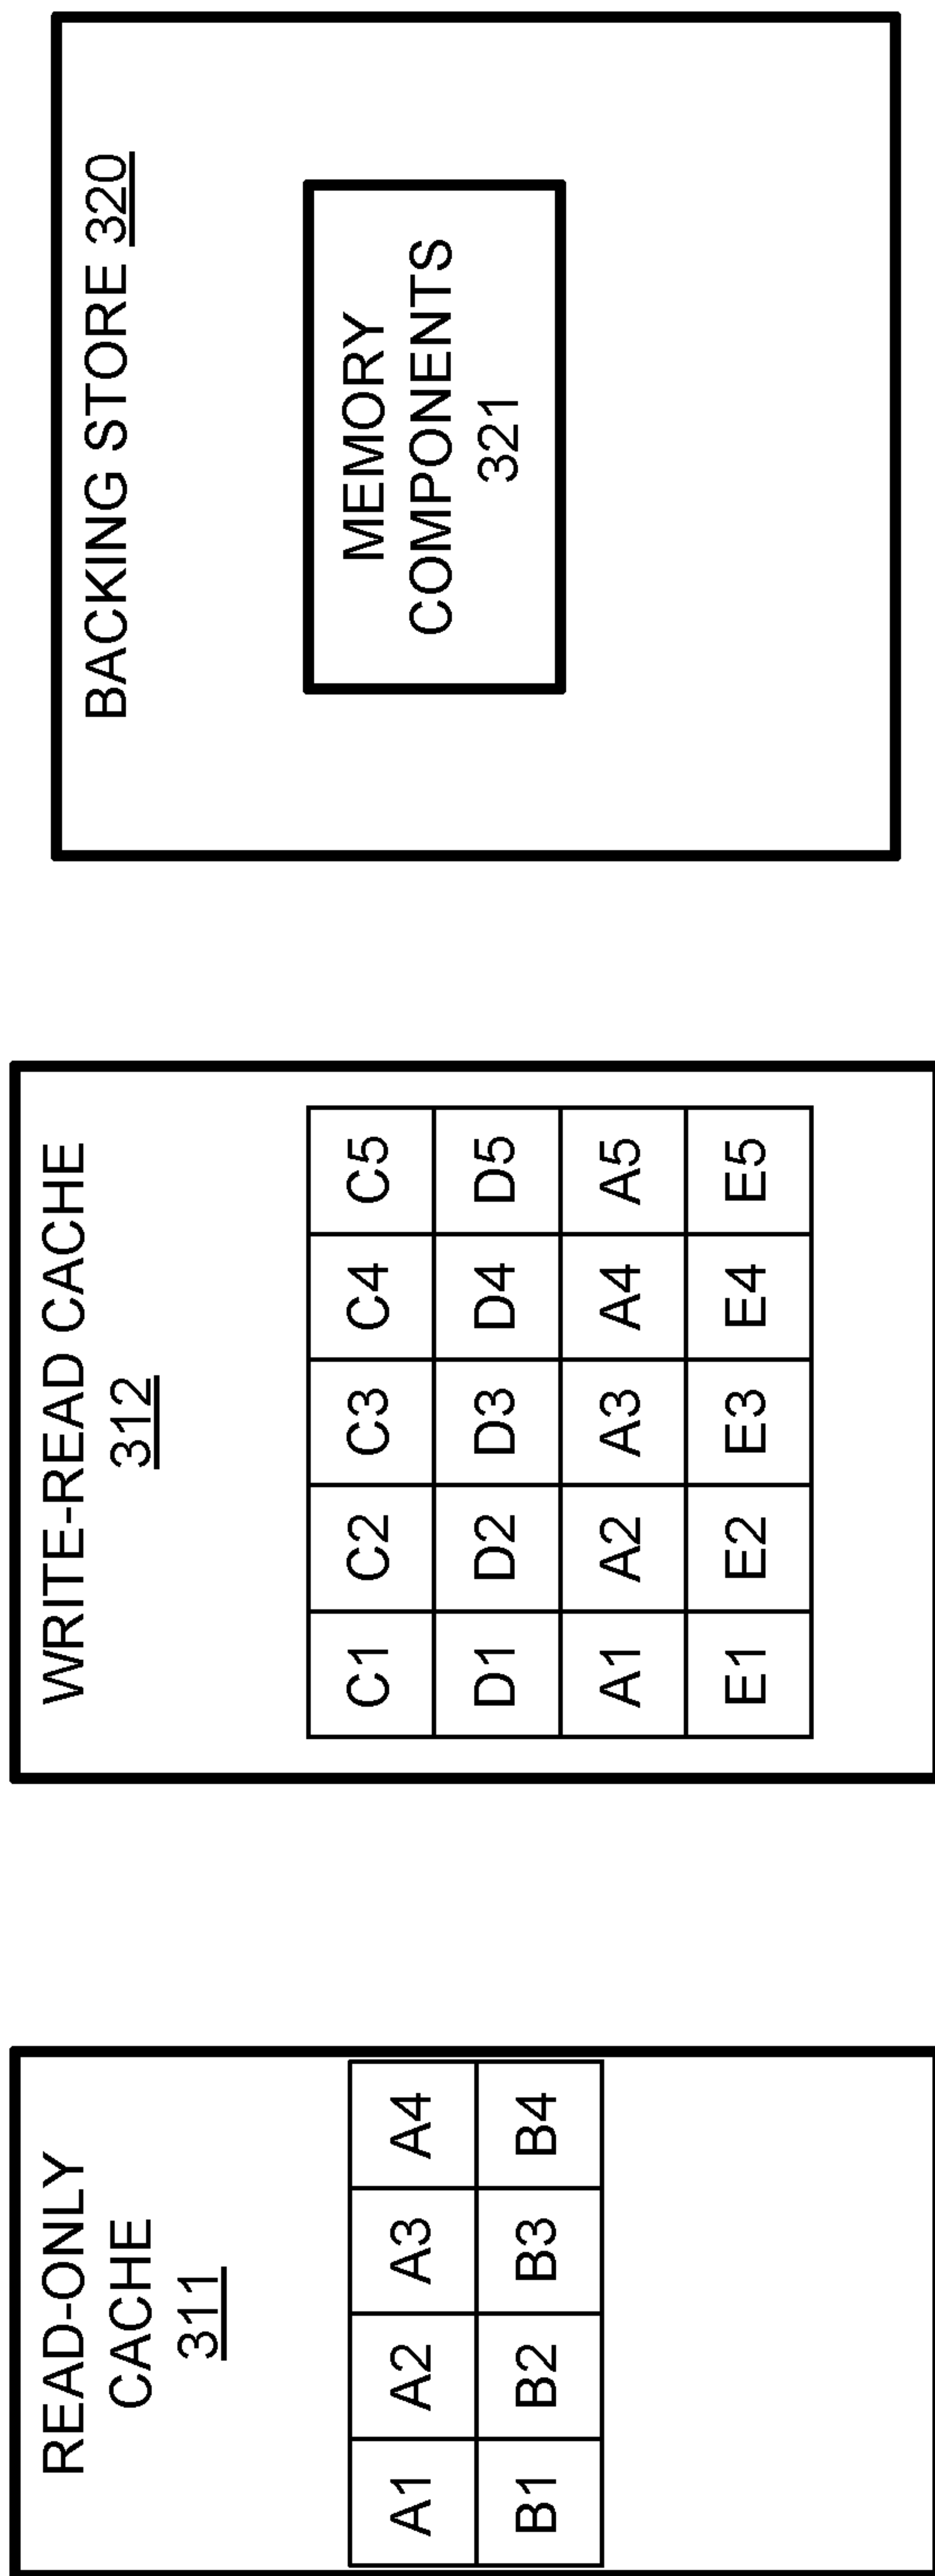 READ-ONLY
CACHE
311
A1 A2 A3 A4
B1 B2 B3 B4
WRITE-READ CACHE
312
C1 C2 C3 C4 C5
D1 D2 D3 D4 D5
A1 A2 A3 A4 A5
E1 E2 E3 E4 E5
BACKING STORE 320
MEMORY
COMPONENTS
321